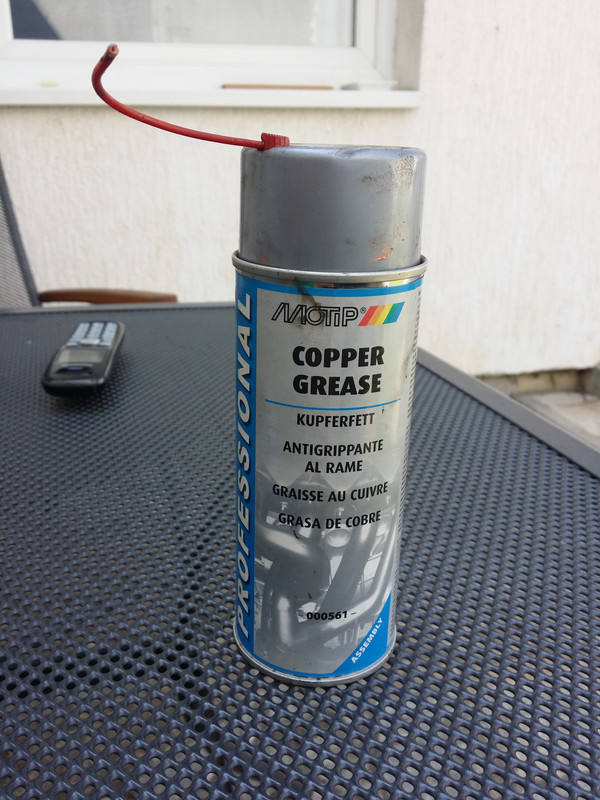 MOTIP®
COPPER
GREASE
KUPFERFETT
ANTIGRIPPANTE
AL RAME
GRAISSE AU CUIVRE
GRASA DE COBRE
- 000561 -
PROFESSIONAL
ASSEMBLY